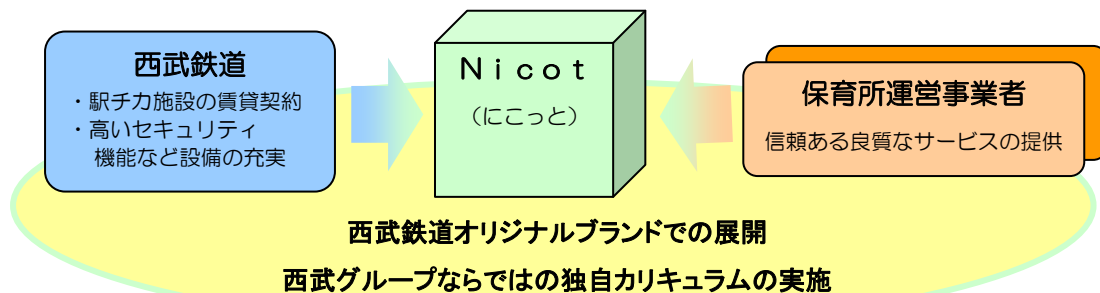 西武鉄道
・駅チカ施設の賃貸契約
・高いセキュリティ
機能など設備の充実
Nicot
(にこっと)
保育所運営事業者
信頼ある良質なサービスの提供
西武鉄道オリジナルブランドでの展開
西武グループならではの独自カリキュラムの実施